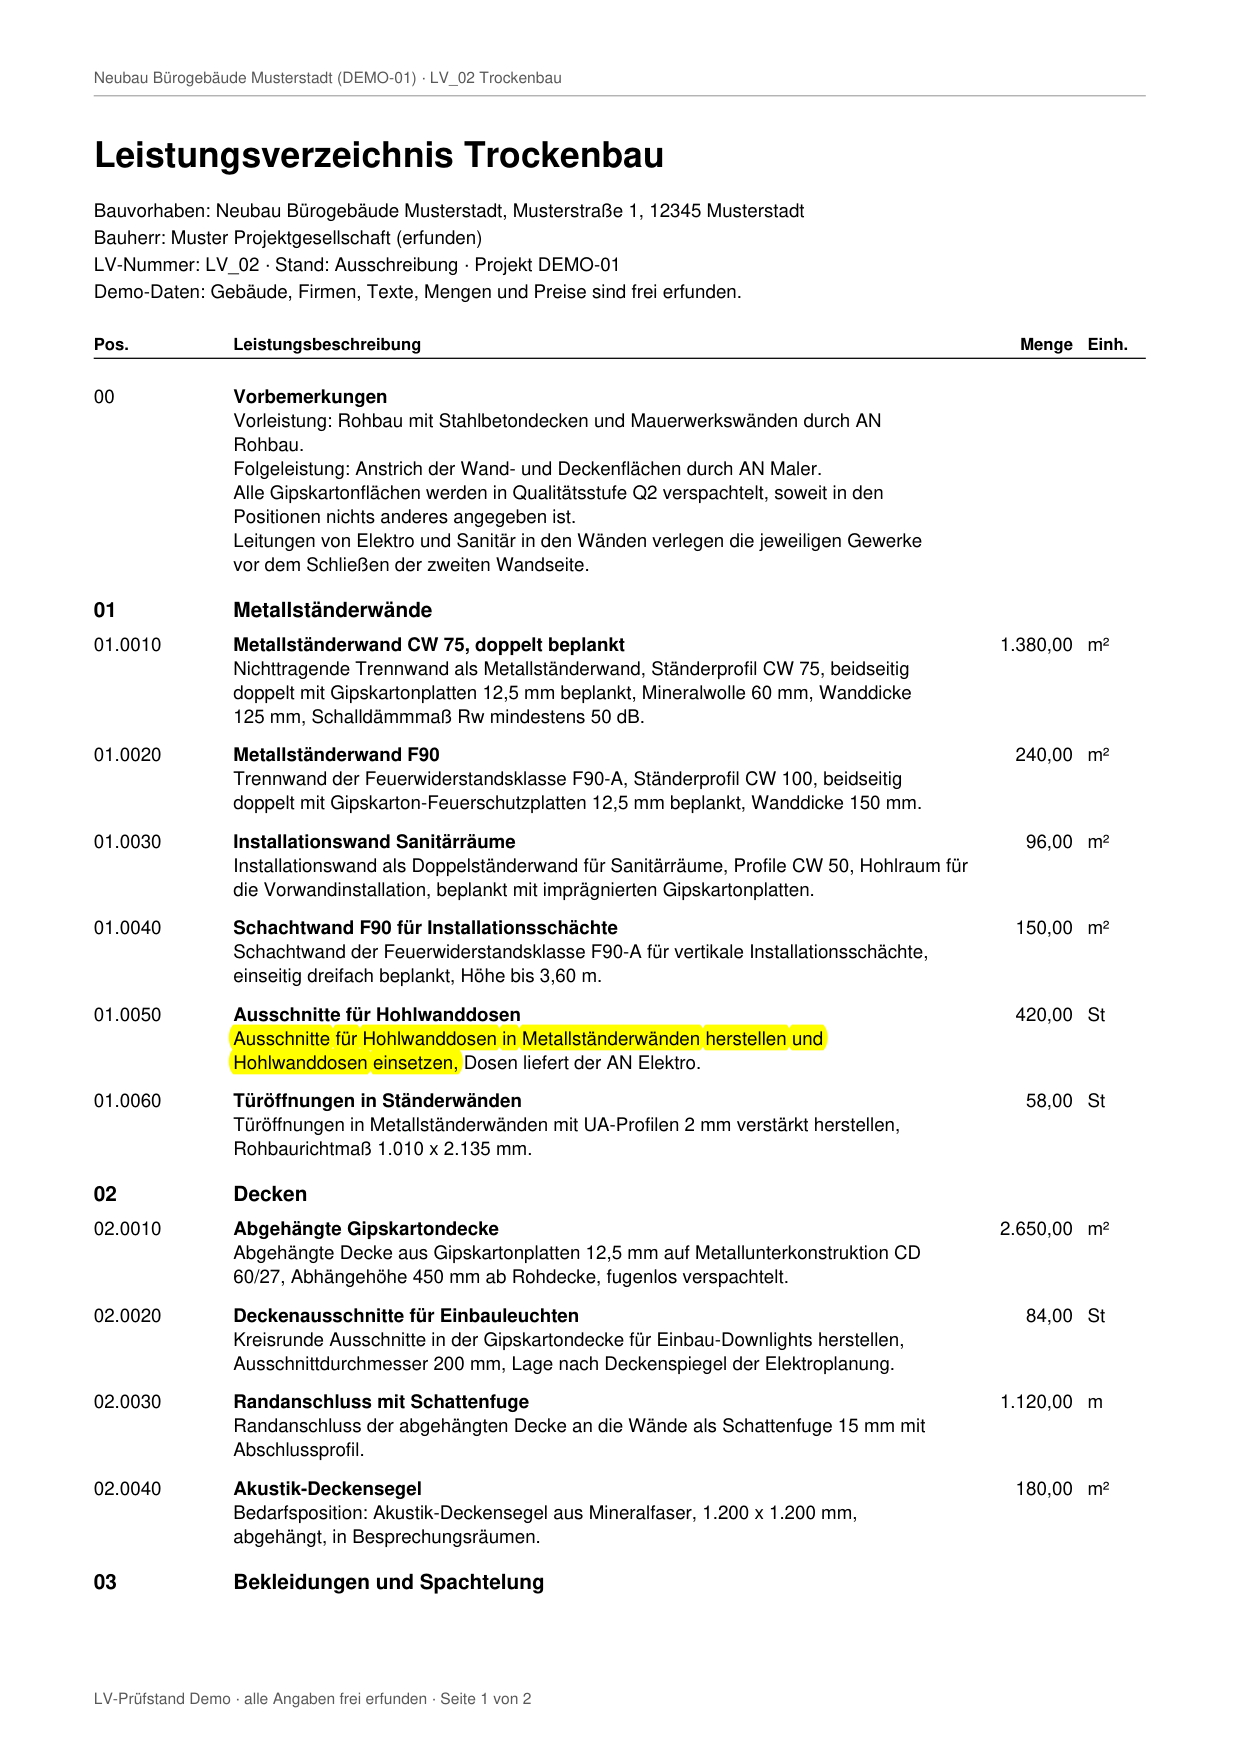 Neubau Bürogebäude Musterstadt (DEMO-01) · LV_02 Trockenbau
Leistungsverzeichnis Trockenbau
Bauvorhaben: Neubau Bürogebäude Musterstadt, Musterstraße 1, 12345 Musterstadt
Bauherr: Muster Projektgesellschaft (erfunden)
LV-Nummer: LV_02 · Stand: Ausschreibung · Projekt DEMO-01
Demo-Daten: Gebäude, Firmen, Texte, Mengen und Preise sind frei erfunden.
Pos. Leistungsbeschreibung Menge Einh.
00 Vorbemerkungen
Vorleistung: Rohbau mit Stahlbetondecken und Mauerwerkswänden durch AN
Rohbau.
Folgeleistung: Anstrich der Wand- und Deckenflächen durch AN Maler.
Alle Gipskartonflächen werden in Qualitätsstufe Q2 verspachtelt, soweit in den
Positionen nichts anderes angegeben ist.
Leitungen von Elektro und Sanitär in den Wänden verlegen die jeweiligen Gewerke
vor dem Schließen der zweiten Wandseite.
01 Metallständerwände
01.0010 Metallständerwand CW 75, doppelt beplankt 1.380,00 m²
Nichttragende Trennwand als Metallständerwand, Ständerprofil CW 75, beidseitig
doppelt mit Gipskartonplatten 12,5 mm beplankt, Mineralwolle 60 mm, Wanddicke
125 mm, Schalldämmmaß Rw mindestens 50 dB.
01.0020 Metallständerwand F90 240,00 m²
Trennwand der Feuerwiderstandsklasse F90-A, Ständerprofil CW 100, beidseitig
doppelt mit Gipskarton-Feuerschutzplatten 12,5 mm beplankt, Wanddicke 150 mm.
01.0030 Installationswand Sanitärräume 96,00 m²
Installationswand als Doppelständerwand für Sanitärräume, Profile CW 50, Hohlraum für
die Vorwandinstallation, beplankt mit imprägnierten Gipskartonplatten.
01.0040 Schachtwand F90 für Installationsschächte 150,00 m²
Schachtwand der Feuerwiderstandsklasse F90-A für vertikale Installationsschächte,
einseitig dreifach beplankt, Höhe bis 3,60 m.
01.0050 Ausschnitte für Hohlwanddosen 420,00 St
Ausschnitte für Hohlwanddosen in Metallständerwänden herstellen und
Hohlwanddosen einsetzen, Dosen liefert der AN Elektro.
01.0060 Türöffnungen in Ständerwänden 58,00 St
Türöffnungen in Metallständerwänden mit UA-Profilen 2 mm verstärkt herstellen,
Rohbaurichtmaß 1.010 x 2.135 mm.
02 Decken
02.0010 Abgehängte Gipskartondecke 2.650,00 m²
Abgehängte Decke aus Gipskartonplatten 12,5 mm auf Metallunterkonstruktion CD
60/27, Abhängehöhe 450 mm ab Rohdecke, fugenlos verspachtelt.
02.0020 Deckenausschnitte für Einbauleuchten 84,00 St
Kreisrunde Ausschnitte in der Gipskartondecke für Einbau-Downlights herstellen,
Ausschnittdurchmesser 200 mm, Lage nach Deckenspiegel der Elektroplanung.
02.0030 Randanschluss mit Schattenfuge 1.120,00 m
Randanschluss der abgehängten Decke an die Wände als Schattenfuge 15 mm mit
Abschlussprofil.
02.0040 Akustik-Deckensegel 180,00 m²
Bedarfsposition: Akustik-Deckensegel aus Mineralfaser, 1.200 x 1.200 mm,
abgehängt, in Besprechungsräumen.
03 Bekleidungen und Spachtelung
LV-Prüfstand Demo · alle Angaben frei erfunden · Seite 1 von 2